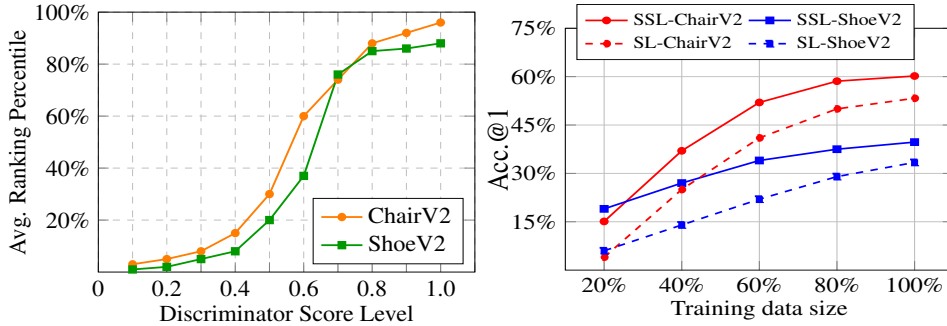 Avg. Ranking Percentile
100%
80%
60%
40%
20%
0
0.2
0.4
0.6
0.8
1.0
Discriminator Score Level
ChairV2
ShoeV2
Acc.@1
75%
60%
45%
30%
15%
20%
40%
60%
80%
100%
Training data size
SSL-ChairV2
SSL-ShoeV2
SL-ChairV2
SL-ShoeV2